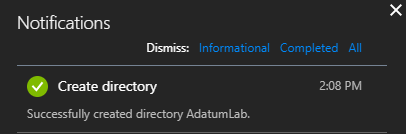 Notifications
Dismiss: Informational Completed All
Create directory 2:08 PM
Successfully created directory AdatumLab.